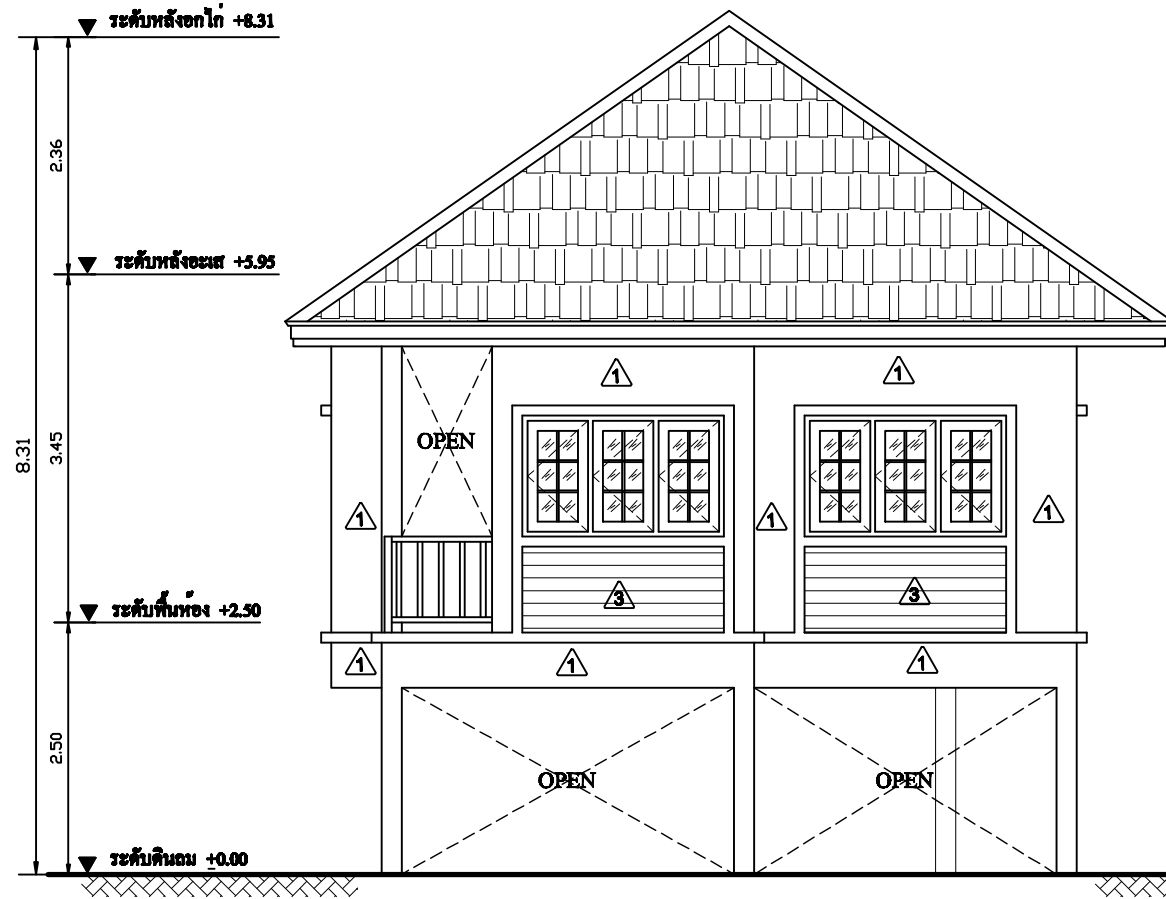 ระดับหลังอกไก่ +8.31
2.36
ระดับหลังอะเส +5.95
1
1
8.31
3.45
OPEN
1
1
1
3
3
ระดับพื้นห้อง +2.50
1
1
1
2.50
OPEN
OPEN
ระดับดินถม ±0.00